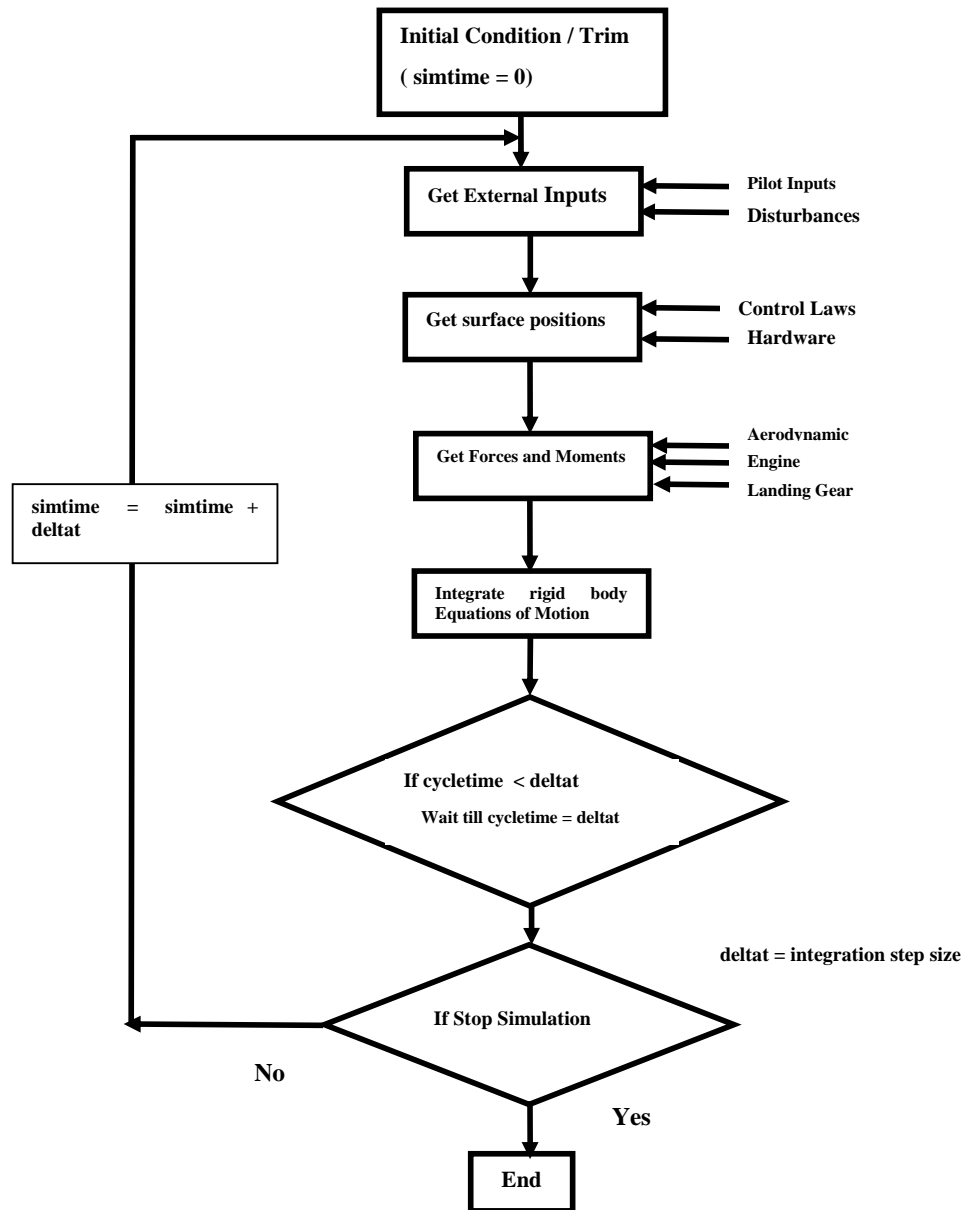 Initial Condition / Trim
( simtime = 0)
Get External Inputs
Pilot Inputs
Disturbances
Get surface positions
Control Laws
Hardware
Get Forces and Moments
Aerodynamic
Engine
Landing Gear
simtime = simtime +
deltat
Integrate rigid body
Equations of Motion
If cycletime < deltat
Wait till cycletime = deltat
deltat = integration step size
If Stop Simulation
No
Yes
End